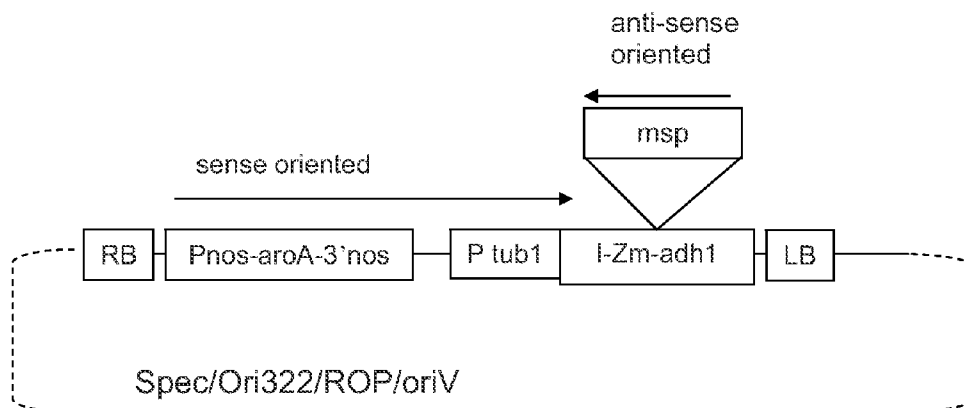 anti-sense
oriented
msp
sense oriented
RB
Pnos-aroA-3`nos
P tub1
I-Zm-adh1
LB
Spec/Ori322/ROP/oriV